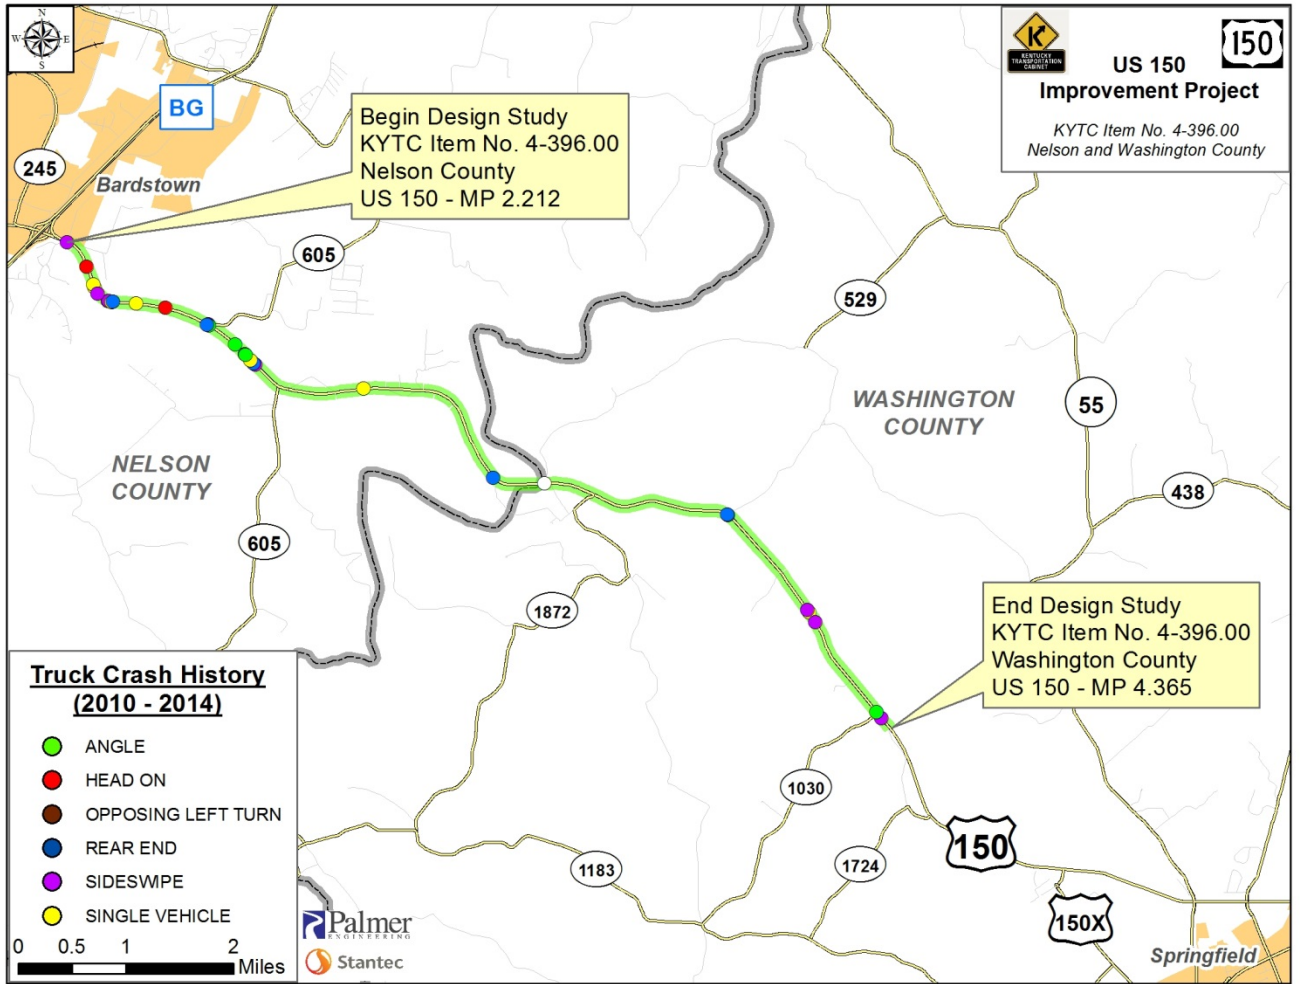 N
W
E
S
BG
245
Bardstown
Begin Design Study
KYTC Item No. 4-396.00
Nelson County
US 150 - MP 2.212
KENTUCKY
TRANSPORTATION
CABINET
150
US 150
Improvement Project
KYTC Item No. 4-396.00
Nelson and Washington County
605
529
WASHINGTON
COUNTY
55
NELSON
COUNTY
438
605
1872
End Design Study
KYTC Item No. 4-396.00
Washington County
US 150 - MP 4.365
Truck Crash History
(2010 - 2014)
ANGLE
HEAD ON
OPPOSING LEFT TURN
REAR END
SIDESWIPE
SINGLE VEHICLE
0 0.5 1 2
Miles
1030
150
1183
1724
150X
Palmer
ENGINEERING
Stantec
Springfield